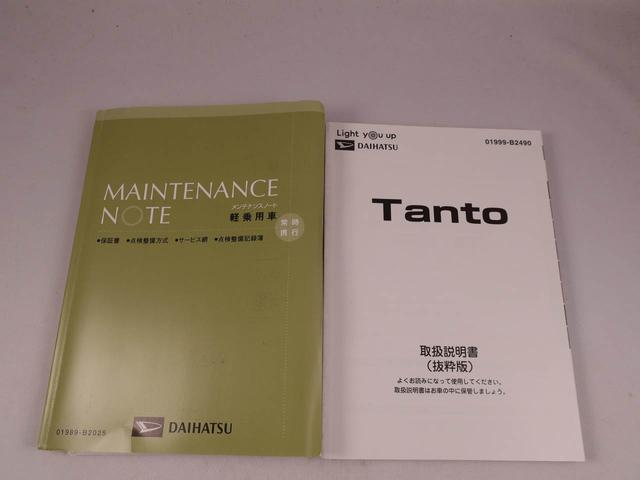 MAINTENANCE
NOTE
メンテナンスノート
軽乗用車
常時
携行
●保証書 ●点検整備方式 ●サービス網 ●点検整備記録簿
01989-B2025
DAIHATSU
Light you up
DAIHATSU
01999-B2490
Tanto
取扱説明書
(抜粋版)
よくお読みになって使用してください。
取扱説明書はお車の中に保管しましょう。